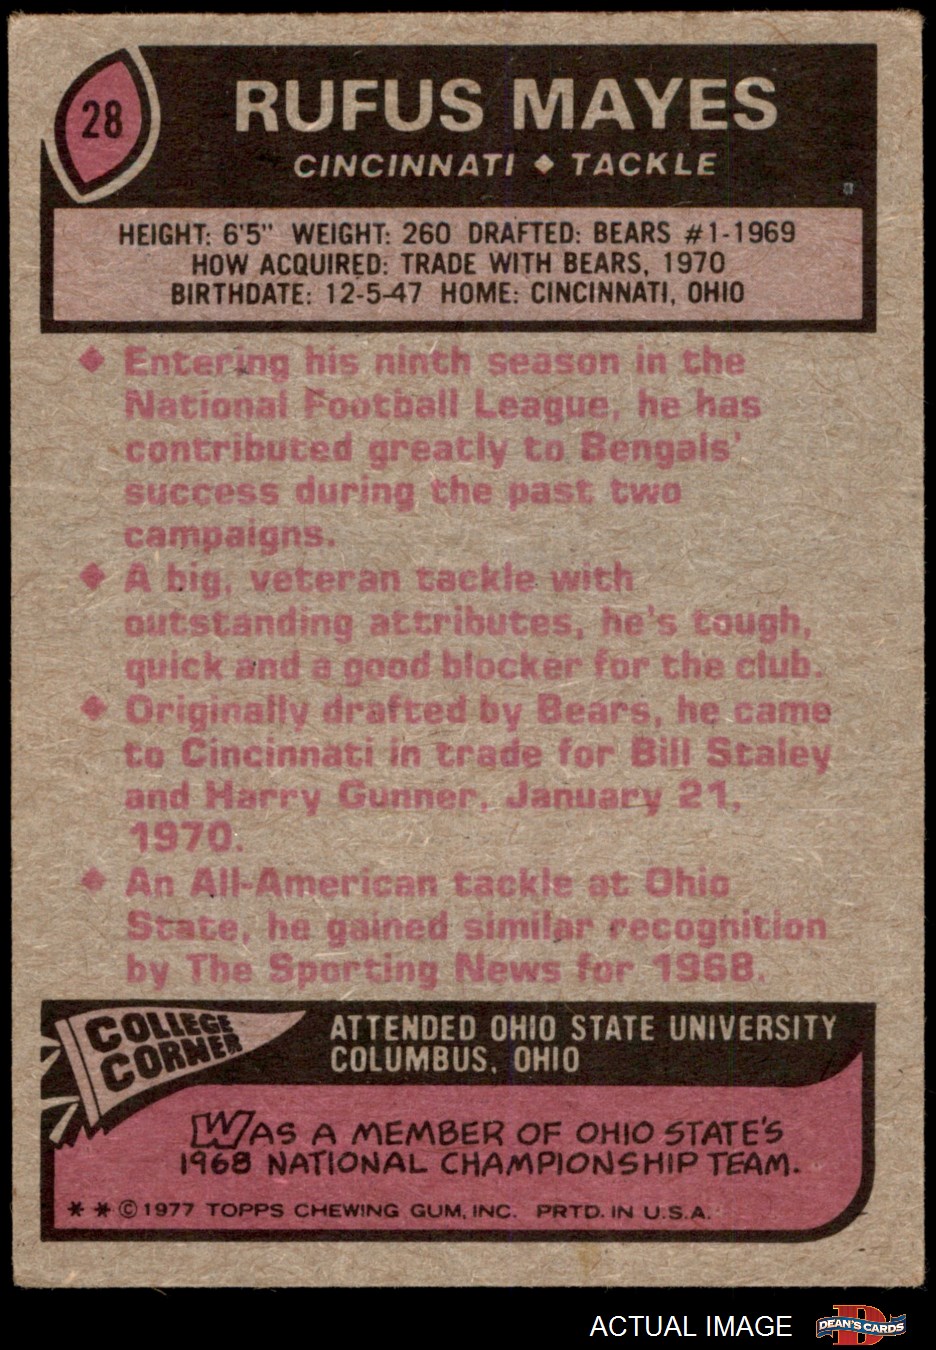 28
RUFUS MAYES
CINCINNATI ◆ TACKLE
HEIGHT: 6'5" WEIGHT: 260 DRAFTED: BEARS #1-1969
HOW ACQUIRED: TRADE WITH BEARS, 1970
BIRTHDATE: 12-5-47 HOME: CINCINNATI, OHIO
◆ Entering his ninth season in the
National Football League, he has
contributed greatly to Bengals'
success during the past two
campaigns.
◆ A big, veteran tackle with
outstanding attributes, he's tough,
quick and a good blocker for the club.
◆ Originally drafted by Bears, he came
to Cincinnati in trade for Bill Staley
and Harry Gunner, January 21,
1970.
◆ An All-American tackle at Ohio
State, he gained similar recognition
by The Sporting News for 1968.
COLLEGE
CORNER
ATTENDED OHIO STATE UNIVERSITY
COLUMBUS, OHIO
WAS A MEMBER OF OHIO STATE'S
1968 NATIONAL CHAMPIONSHIP TEAM.
* * © 1977 TOPPS CHEWING GUM, INC. PRTD. IN U.S.A.
ACTUAL IMAGE
D
DEAN'S CARDS